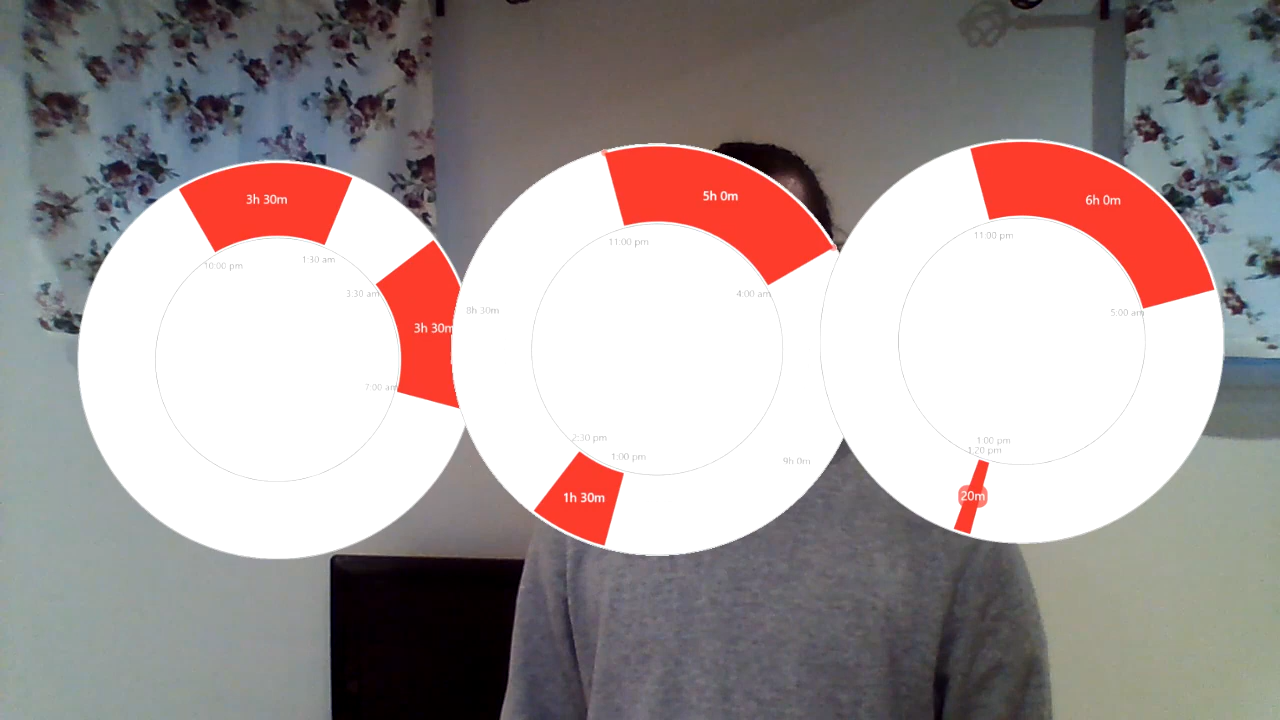 3h 30m
10:00 pm
1:30 am
3:30 am
3h 30m
7:00 am
5h 0m
11:00 pm
4:00 am
8h 30m
2:30 pm
1:00 pm
1h 30m
9h 0m
6h 0m
11:00 pm
5:00 am
1:00 pm
1:20 pm
20m